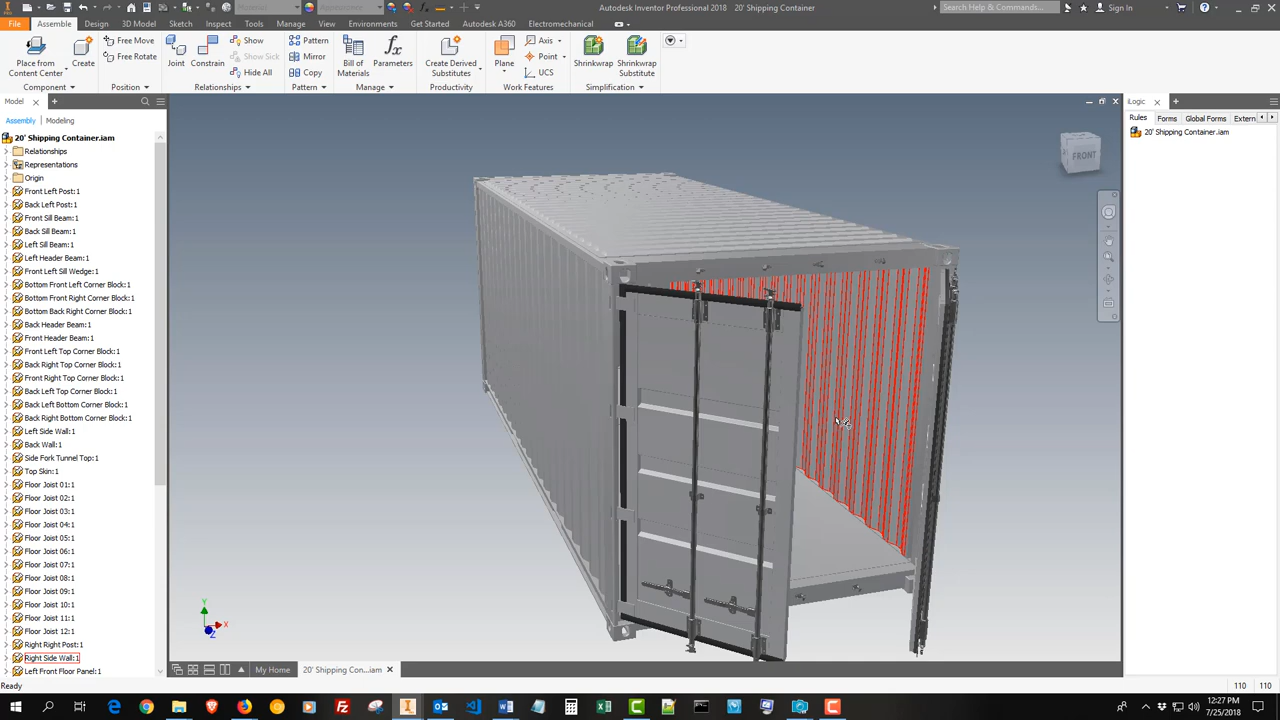 Material
Appearance
Autodesk Inventor Professional 2018   20' Shipping Container
Search Help & Commands...
Sign In
File
Assemble
Design
3D Model
Sketch
Inspect
Tools
Manage
View
Environments
Get Started
Autodesk A360
Electromechanical
Place from Content Center
Create
Free Move
Free Rotate
Joint
Constrain
Show
Show Sick
Hide All
Pattern
Mirror
Copy
Bill of Materials
Parameters
Create Derived Substitutes
Plane
Axis
Point
UCS
Shrinkwrap
Shrinkwrap Substitute
Component
Position
Relationships
Pattern
Manage
Productivity
Work Features
Simplification
Model
Assembly
Modeling
20' Shipping Container.iam
Relationships
Representations
Origin
Front Left Post:1
Back Left Post:1
Front Sill Beam:1
Back Sill Beam:1
Left Sill Beam:1
Left Header Beam:1
Front Left Sill Wedge:1
Bottom Front Left Corner Block:1
Bottom Front Right Corner Block:1
Bottom Back Right Corner Block:1
Back Header Beam:1
Front Header Beam:1
Front Left Top Corner Block:1
Back Right Top Corner Block:1
Front Right Top Corner Block:1
Back Left Top Corner Block:1
Back Left Bottom Corner Block:1
Back Right Bottom Corner Block:1
Left Side Wall:1
Back Wall:1
Side Fork Tunnel Top:1
Top Skin:1
Floor Joist 01:1
Floor Joist 02:1
Floor Joist 03:1
Floor Joist 04:1
Floor Joist 05:1
Floor Joist 06:1
Floor Joist 07:1
Floor Joist 08:1
Floor Joist 09:1
Floor Joist 10:1
Floor Joist 11:1
Floor Joist 12:1
Right Right Post:1
Right Side Wall:1
Left Front Floor Panel:1
FRONT
Y
X
Z
iLogic
Rules
Forms
Global Forms
Extern
20' Shipping Container.iam
My Home
20' Shipping Con...iam
Ready
110
110
12:27 PM
7/25/2018